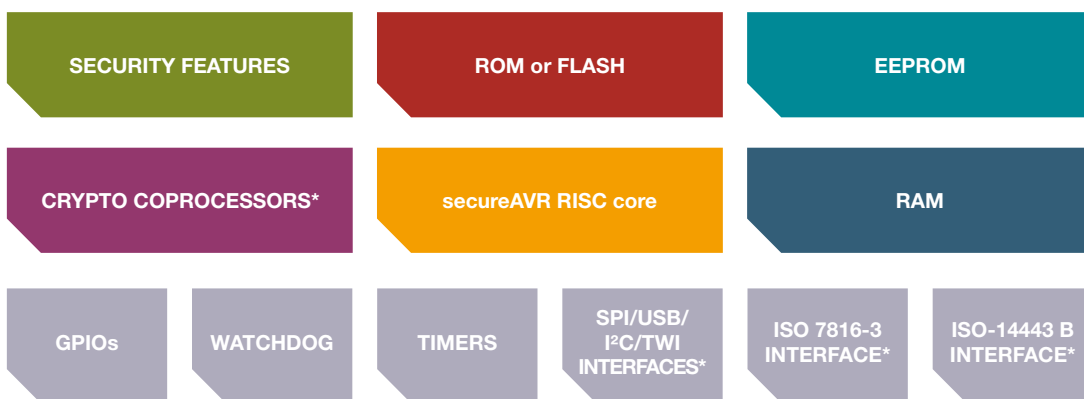 SECURITY FEATURES
ROM or FLASH
EEPROM
CRYPTO COPROCESSORS*
secureAVR RISC core
RAM
GPIOs
WATCHDOG
TIMERS
SPI/USB/
I²C/TWI
INTERFACES*
ISO 7816-3
INTERFACE*
ISO-14443 B
INTERFACE*